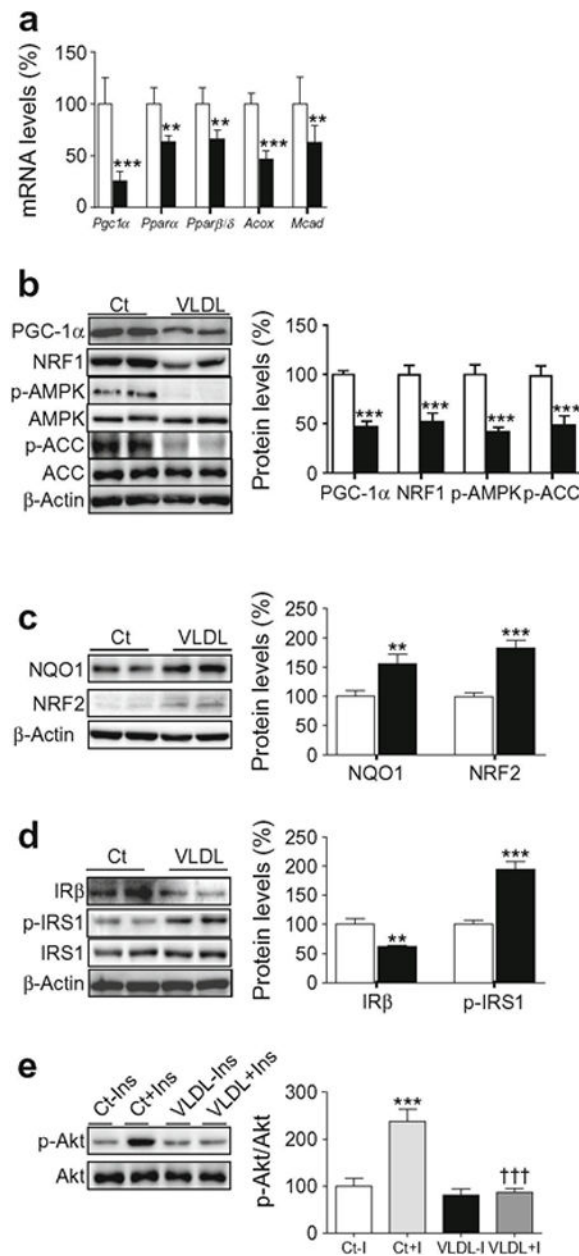 a
mRNA levels (%)
150
100
50
0
***
**
**
***
**
Pgc1α Pparα Pparβ/δ Acox Mcad
b
Ct VLDL
PGC-1α
NRF1
p-AMPK
AMPK
p-ACC
ACC
β-Actin
Protein levels (%)
150
100
50
0
***
***
***
***
PGC-1α NRF1 p-AMPK p-ACC
c
Ct VLDL
NQO1
NRF2
β-Actin
Protein levels (%)
250
200
150
100
50
0
**
***
NQO1 NRF2
d
Ct VLDL
IRβ
p-IRS1
IRS1
β-Actin
Protein levels (%)
250
200
150
100
50
0
**
***
IRβ p-IRS1
e
Ct-Ins Ct+Ins VLDL-Ins VLDL+Ins
p-Akt
Akt
p-Akt/Akt
300
200
100
0
***
†††
Ct-I Ct+I VLDL-I VLDL+I